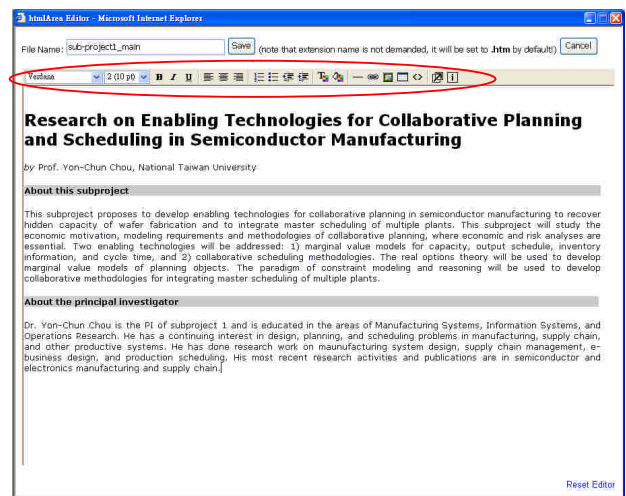 htmlArea Editor - Microsoft Internet Explorer
File Name: sub-project1_main Save (note that extension name is not demanded, it will be set to .htm by default!) Cancel
Verdana 2 (10 pt) B I U
Research on Enabling Technologies for Collaborative Planning
and Scheduling in Semiconductor Manufacturing
by Prof. Yon-Chun Chou, National Taiwan University
About this subproject
This subproject proposes to develop enabling technologies for collaborative planning in semiconductor manufacturing to recover
hidden capacity of wafer fabrication and to integrate master scheduling of multiple plants. This subproject will study the
economic motivation, modeling requirements and methodologies of collaborative planning, where economic and risk analyses are
essential. Two enabling technologies will be addressed: 1) marginal value models for capacity, output schedule, inventory
information, and cycle time, and 2) collaborative scheduling methodologies. The real options theory will be used to develop
marginal value models of planning objects. The paradigm of constraint modeling and reasoning will be used to develop
collaborative methodologies for integrating master scheduling of multiple plants.
About the principal investigator
Dr. Yon-Chun Chou is the PI of subproject 1 and is educated in the areas of Manufacturing Systems, Information Systems, and
Operations Research. He has a continuing interest in design, planning, and scheduling problems in manufacturing, supply chain,
and other productive systems. He has done research work on maunufacturing system design, supply chain management, e-
business design, and production scheduling. His most recent research activities and publications are in semiconductor and
electronics manufacturing and supply chain.
Reset Editor